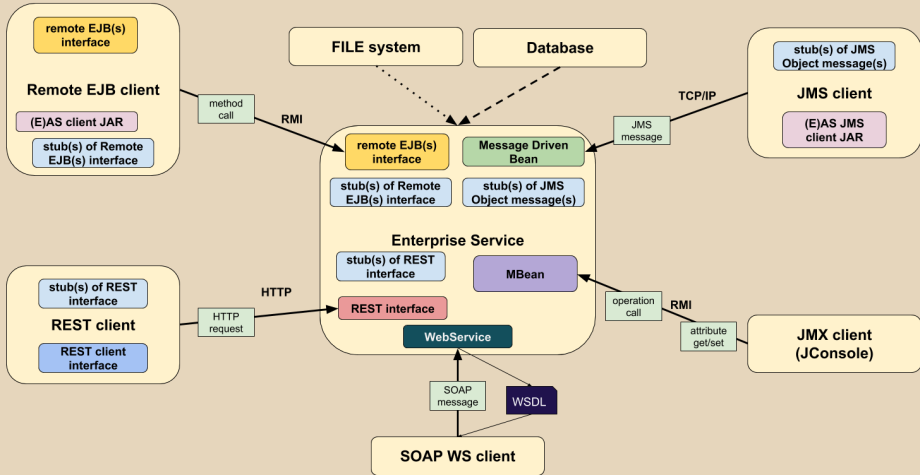 remote EJB(s)
interface
Remote EJB client
(E)AS client JAR
stub(s) of Remote
EJB(s) interface
method
call
RMI
FILE system
Database
stub(s) of JMS
Object message(s)
JMS client
(E)AS JMS
client JAR
TCP/IP
JMS
message
remote EJB(s)
interface
Message Driven
Bean
stub(s) of Remote
EJB(s) interface
stub(s) of JMS
Object message(s)
Enterprise Service
stub(s) of REST
interface
MBean
REST interface
WebService
stub(s) of REST
interface
REST client
REST client
interface
HTTP
request
HTTP
operation
call
RMI
attribute
get/set
JMX client
(JConsole)
SOAP
message
WSDL
SOAP WS client